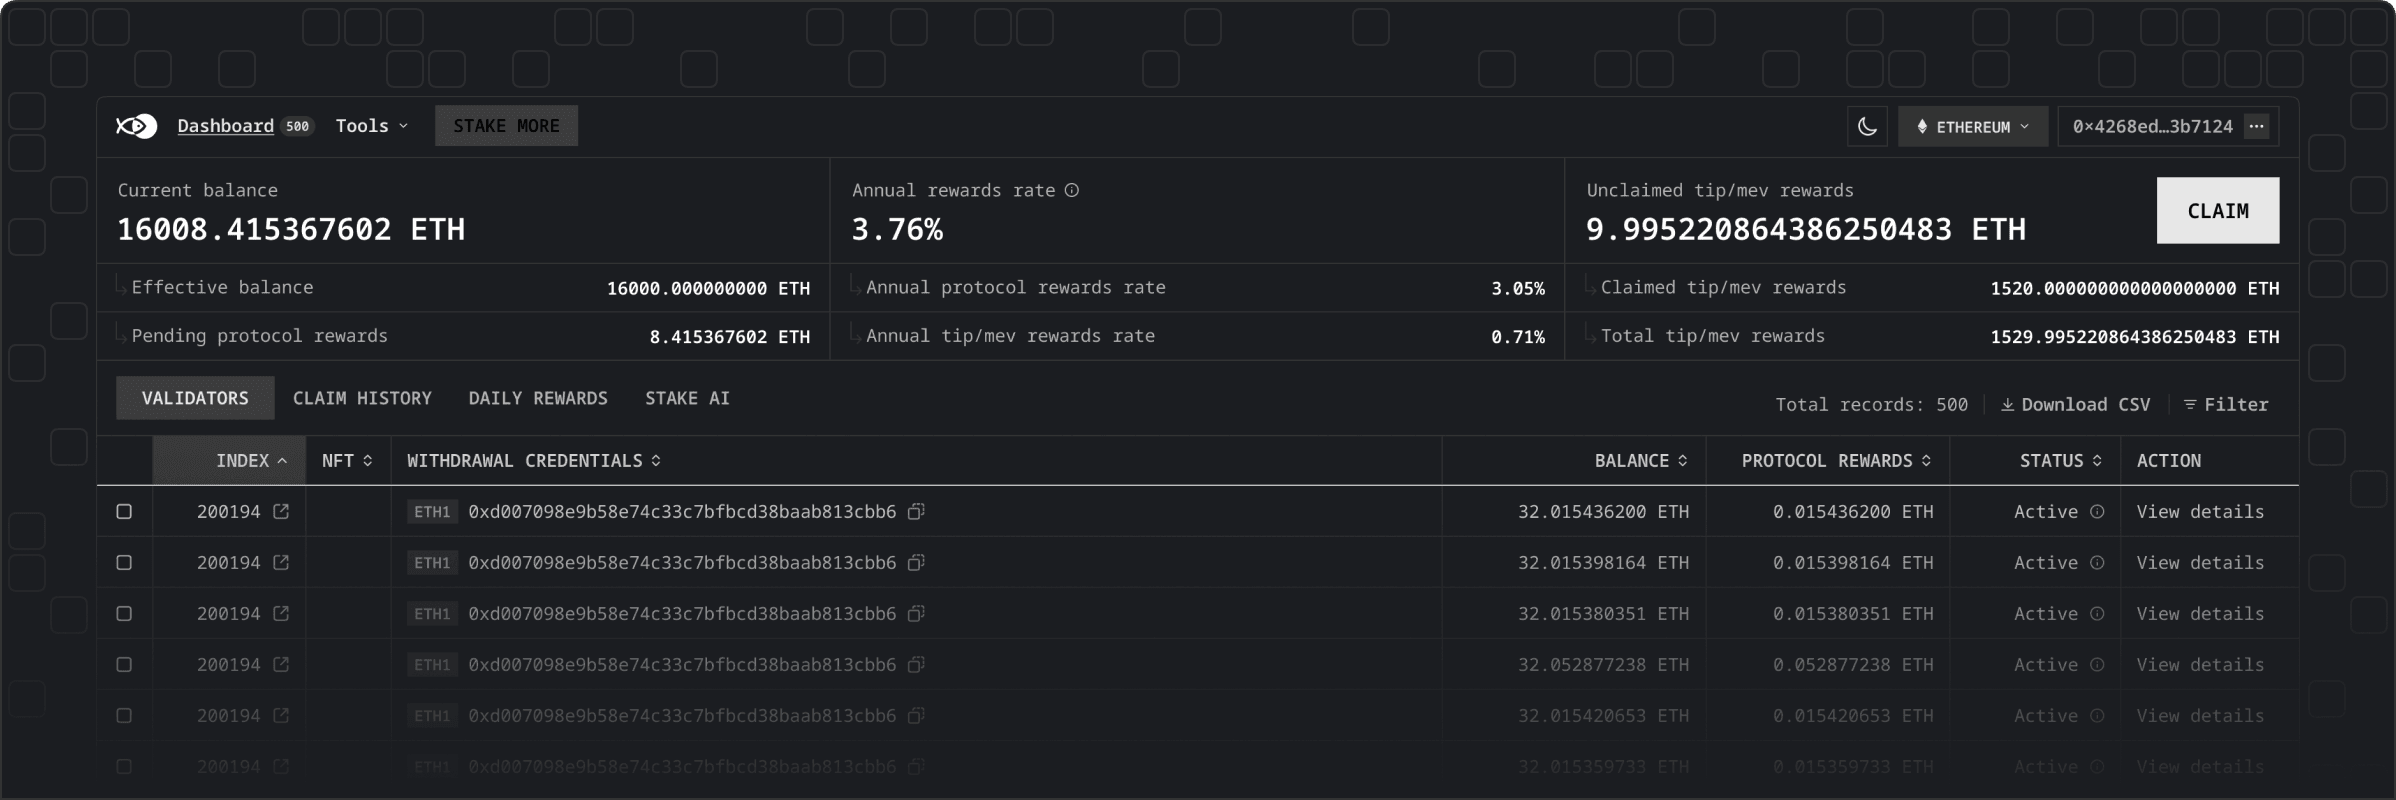 Dashboard 500 Tools STAKE MORE ETHEREUM 0×4268ed…3b7124 ···
Current balance
16008.415367602 ETH
Effective balance 16000.000000000 ETH
Pending protocol rewards 8.415367602 ETH
Annual rewards rate
3.76%
Annual protocol rewards rate 3.05%
Annual tip/mev rewards rate 0.71%
Unclaimed tip/mev rewards
9.995220864386250483 ETH
CLAIM
Claimed tip/mev rewards 1520.000000000000000000 ETH
Total tip/mev rewards 1529.995220864386250483 ETH
VALIDATORS CLAIM HISTORY DAILY REWARDS STAKE AI Total records: 500 Download CSV Filter
INDEX NFT WITHDRAWAL CREDENTIALS BALANCE PROTOCOL REWARDS STATUS ACTION
200194 ETH1 0xd007098e9b58e74c33c7bfbcd38baab813cbb6 32.015436200 ETH 0.015436200 ETH Active View details
200194 ETH1 0xd007098e9b58e74c33c7bfbcd38baab813cbb6 32.015398164 ETH 0.015398164 ETH Active View details
200194 ETH1 0xd007098e9b58e74c33c7bfbcd38baab813cbb6 32.015380351 ETH 0.015380351 ETH Active View details
200194 ETH1 0xd007098e9b58e74c33c7bfbcd38baab813cbb6 32.052877238 ETH 0.052877238 ETH Active View details
200194 ETH1 0xd007098e9b58e74c33c7bfbcd38baab813cbb6 32.015420653 ETH 0.015420653 ETH Active View details
200194 ETH1 0xd007098e9b58e74c33c7bfbcd38baab813cbb6 32.015359733 ETH 0.015359733 ETH Active View details